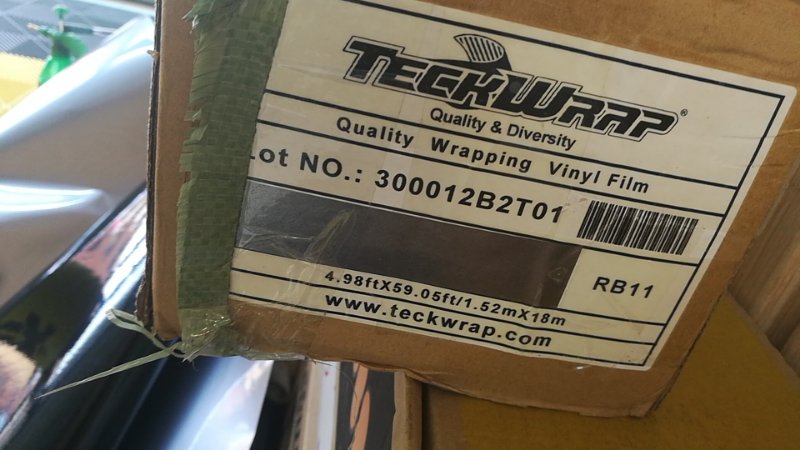 TECKWRAP®
Quality & Diversity
Quality Wrapping Vinyl Film
Lot NO.: 300012B2T01
RB11
4.98ftX59.05ft/1.52mX18m
www.teckwrap.com